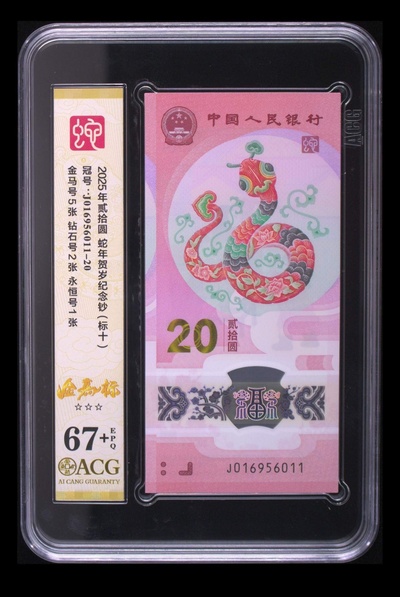 蛇
2025年贰拾圆 蛇年贺岁纪念钞（标十）
冠号：J016956011-20
金马号5张 钻石号2张 永恒号1张
67+
EPQ
ACG
AI CANG GUARANTY
中国人民银行
蛇
20
贰拾圆
J016956011
ACG